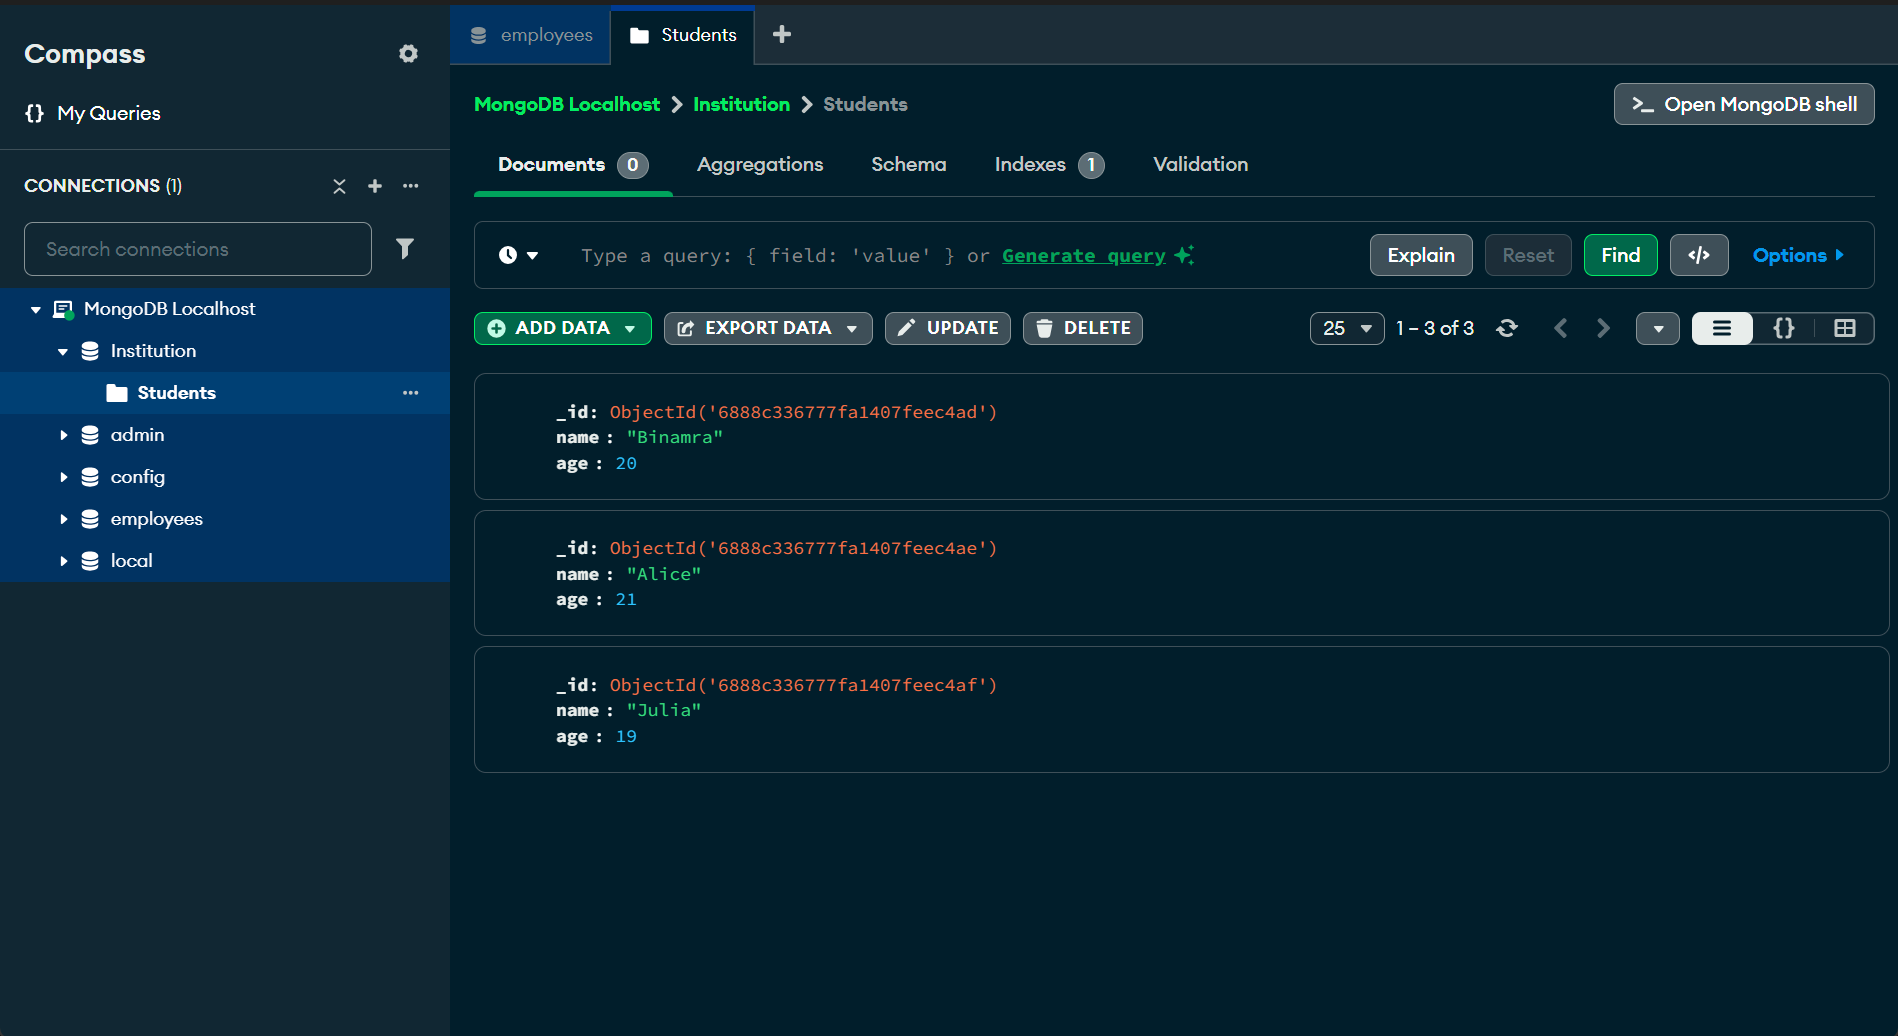 Compass
My Queries
CONNECTIONS (1)
Search connections
MongoDB Localhost
Institution
Students
admin
config
employees
local
employees
Students
MongoDB Localhost > Institution > Students
>_ Open MongoDB shell
Documents 0 Aggregations Schema Indexes 1 Validation
Type a query: { field: 'value' } or Generate query
Explain Reset Find </> Options
ADD DATA EXPORT DATA UPDATE DELETE 25 1 – 3 of 3 {}
_id: ObjectId('6888c336777fa1407feec4ad')
name : "Binamra"
age : 20
_id: ObjectId('6888c336777fa1407feec4ae')
name : "Alice"
age : 21
_id: ObjectId('6888c336777fa1407feec4af')
name : "Julia"
age : 19